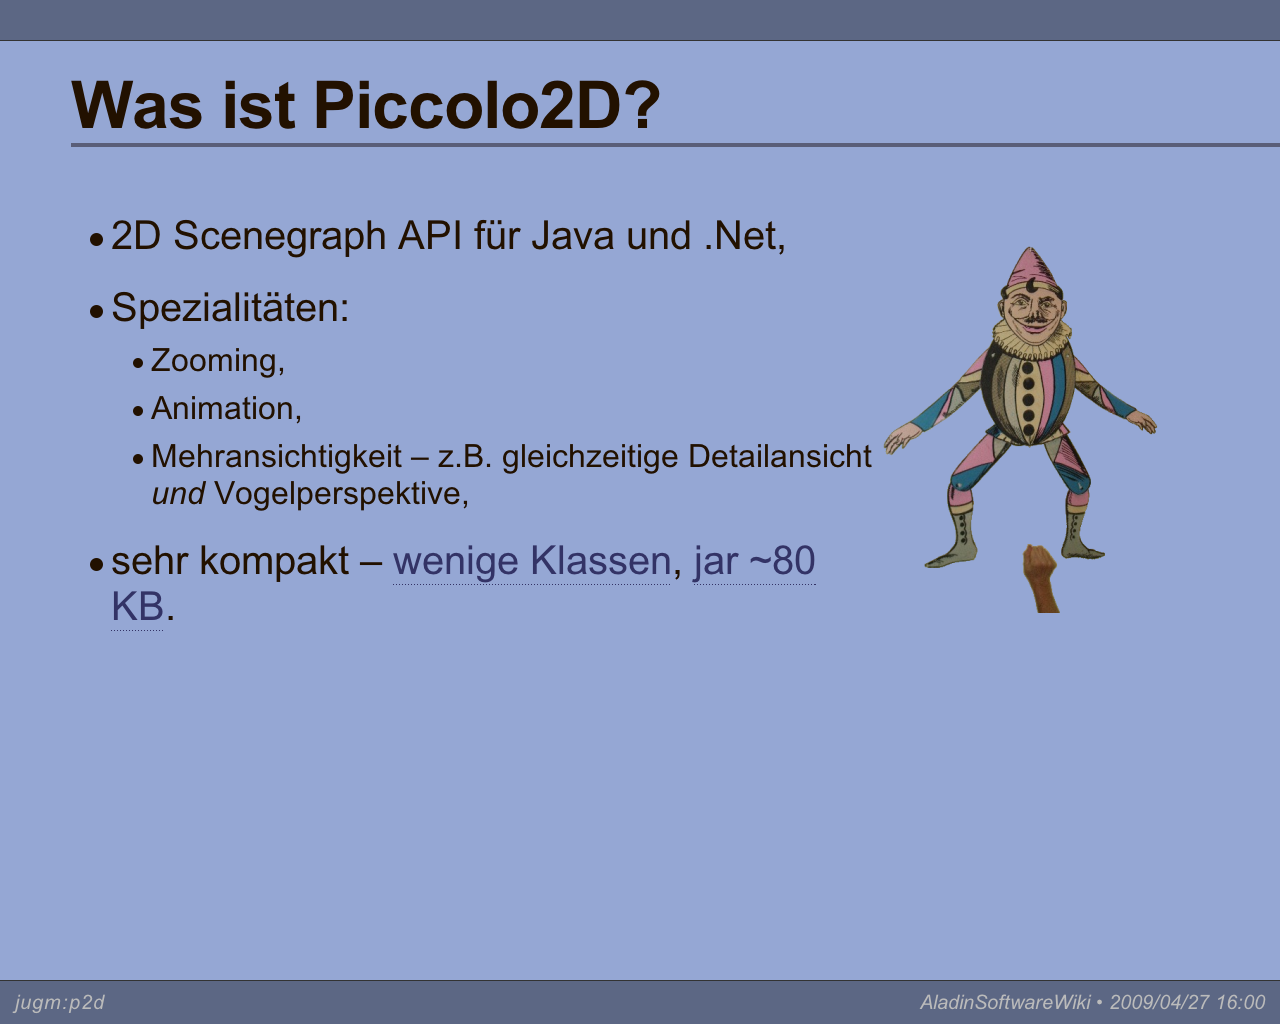 Was ist Piccolo2D?
• 2D Scenegraph API für Java und .Net,
• Spezialitäten:
• Zooming,
• Animation,
• Mehransichtigkeit – z.B. gleichzeitige Detailansicht
und Vogelperspektive,
• sehr kompakt – wenige Klassen, jar ~80
KB.
jugm:p2d
AladinSoftwareWiki • 2009/04/27 16:00